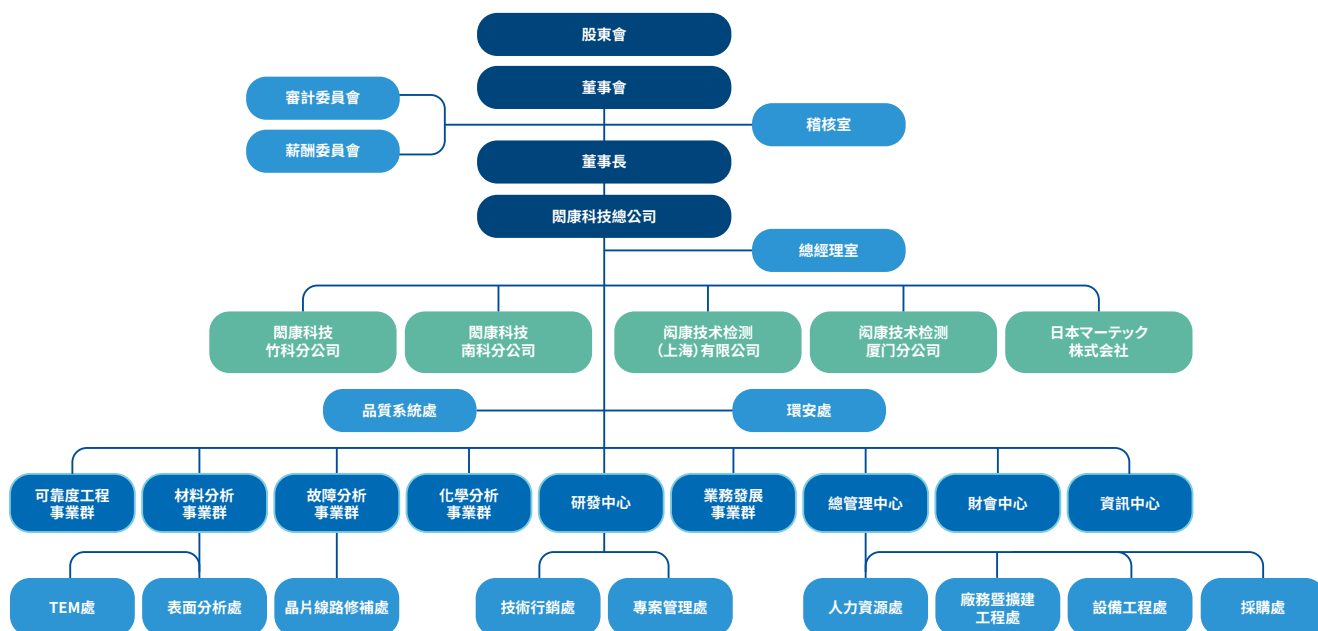 股東會
董事會
審計委員會
稽核室
薪酬委員會
董事長
閎康科技總公司
總經理室
閎康科技
竹科分公司
閎康科技
南科分公司
闳康技术检测
（上海）有限公司
闳康技术检测
厦门分公司
日本マーテック
株式会社
品質系統處
環安處
可靠度工程
事業群
材料分析
事業群
故障分析
事業群
化學分析
事業群
研發中心
業務發展
事業群
總管理中心
財會中心
資訊中心
TEM處
表面分析處
晶片線路修補處
技術行銷處
專案管理處
人力資源處
廠務暨擴建
工程處
設備工程處
採購處